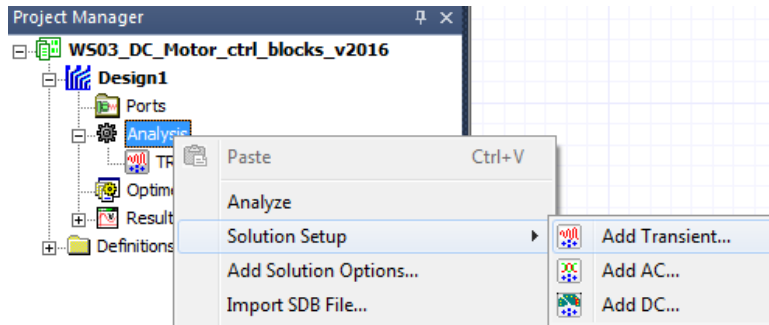 Project Manager
WS03_DC_Motor_ctrl_blocks_v2016
Design1
Ports
Analysis
TR
Paste Ctrl+V
Optim
Analyze
Result
Solution Setup Add Transient...
Definitions
Add Solution Options... Add AC...
Import SDB File... Add DC...